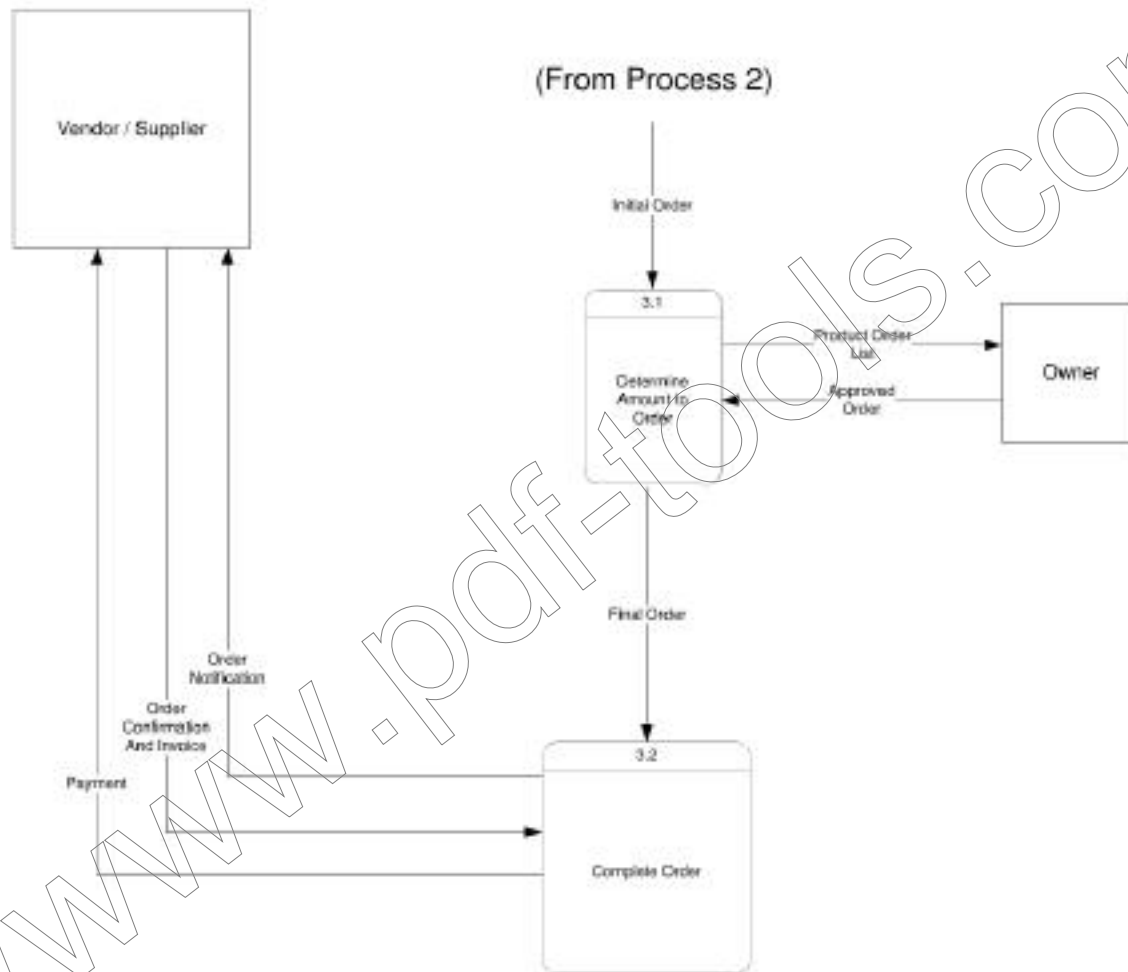 (From Process 2)
Vendor / Supplier
Initial Order
3.1
Determine
Amount to
Order
Product Order
List
Approved
Order
Owner
Final Order
Order
Notification
Order
Confirmation
And Invoice
Payment
3.2
Complete Order
www.pdf-tools.com